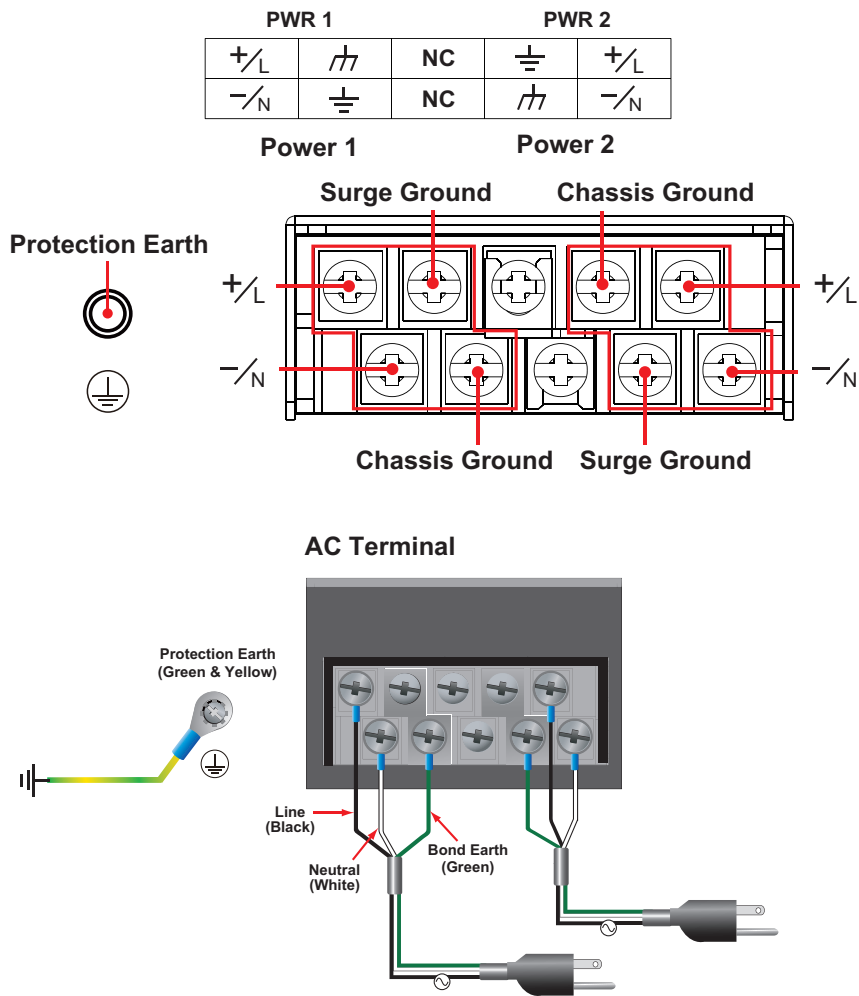 PWR 1 PWR 2
+/L NC +/L
−/N NC −/N
Power 1 Power 2
Surge Ground Chassis Ground
Protection Earth
+/L +/L
−/N −/N
Chassis Ground Surge Ground
AC Terminal
Protection Earth
(Green & Yellow)
Line
(Black)
Bond Earth
(Green)
Neutral
(White)